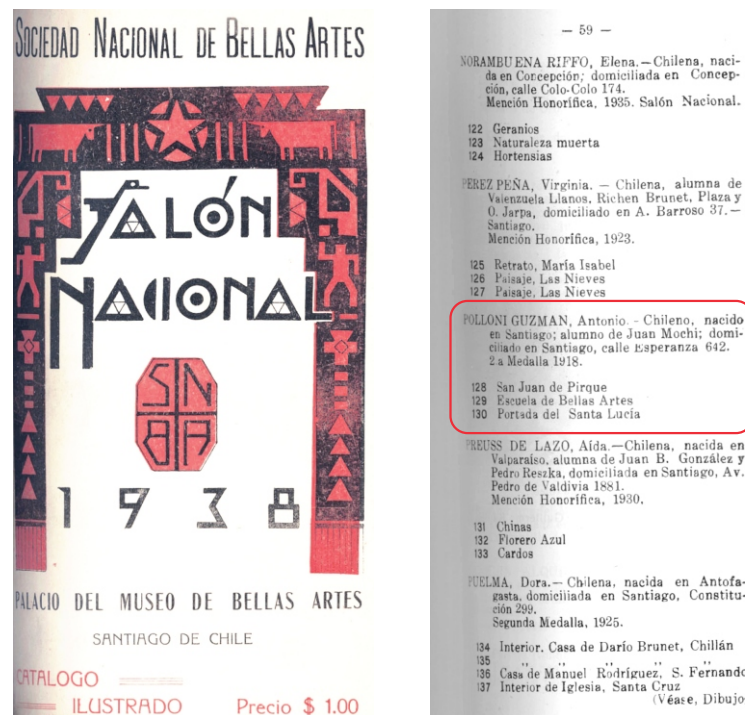 SOCIEDAD NACIONAL DE BELLAS ARTES
SALÓN
NACIONAL
S N
B A
1938
PALACIO DEL MUSEO DE BELLAS ARTES
SANTIAGO DE CHILE
CATALOGO
ILUSTRADO Precio $ 1.00
— 59 —
NORAMBUENA RIFFO, Elena.—Chilena, naci-
da en Concepción; domiciliada en Concep-
ción, calle Colo-Colo 174.
Mención Honorífica, 1935. Salón Nacional.
122 Geranios
123 Naturaleza muerta
124 Hortensias
PEREZ PEÑA, Virginia. — Chilena, alumna de
Valenzuela Llanos, Richen Brunet, Plaza y
O. Jarpa, domiciliado en A. Barroso 37.—
Santiago.
Mención Honorífica, 1923.
125 Retrato, María Isabel
126 Paisaje, Las Nieves
127 Paisaje, Las Nieves
POLLONI GUZMAN, Antonio. - Chileno, nacido
en Santiago; alumno de Juan Mochi; domi-
ciliado en Santiago, calle Esperanza 642.
2.a Medalla 1918.
128 San Juan de Pirque
129 Escuela de Bellas Artes
130 Portada del Santa Lucía
PREUSS DE LAZO, Aída.—Chilena, nacida en
Valparaíso, alumna de Juan B. González y
Pedro Reszka, domiciliada en Santiago, Av.
Pedro de Valdivia 1881.
Mención Honorífica, 1930.
131 Chinas
132 Florero Azul
133 Cardos
PUELMA, Dora.— Chilena, nacida en Antofa-
gasta, domiciliada en Santiago, Constitu-
ción 299.
Segunda Medalla, 1925.
134 Interior, Casa de Darío Brunet, Chillán
135 ,, ,, ,, ,, ,,
136 Casa de Manuel Rodríguez, S. Fernando
137 Interior de Iglesia, Santa Cruz
(Véase, Dibujo